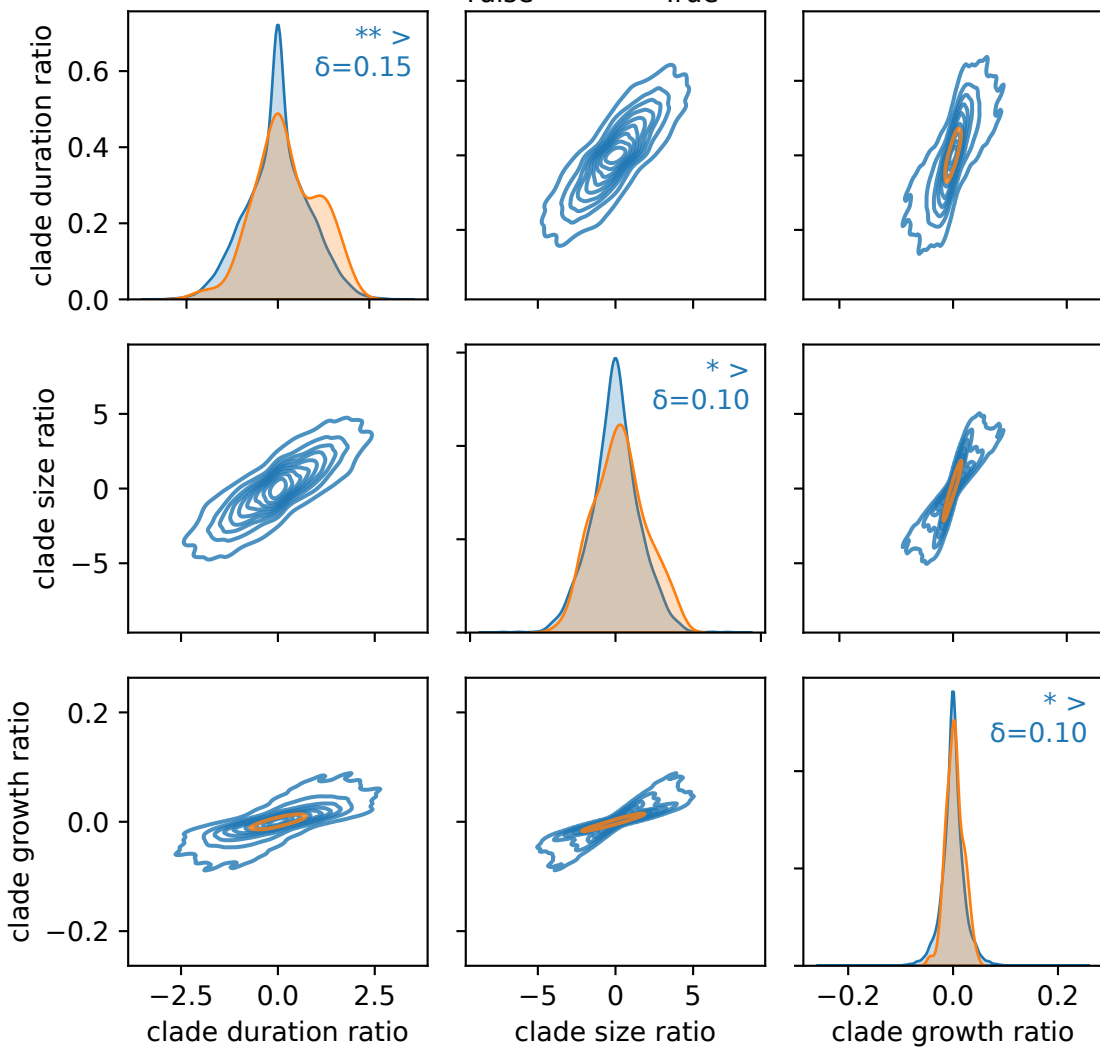 False True
clade duration ratio
0.6
0.4
0.2
0.0
** >
δ=0.15
clade size ratio
5
0
−5
* >
δ=0.10
clade growth ratio
0.2
0.0
−0.2
* >
δ=0.10
−2.5 0.0 2.5
−5 0 5
−0.2 0.0 0.2
clade duration ratio
clade size ratio
clade growth ratio